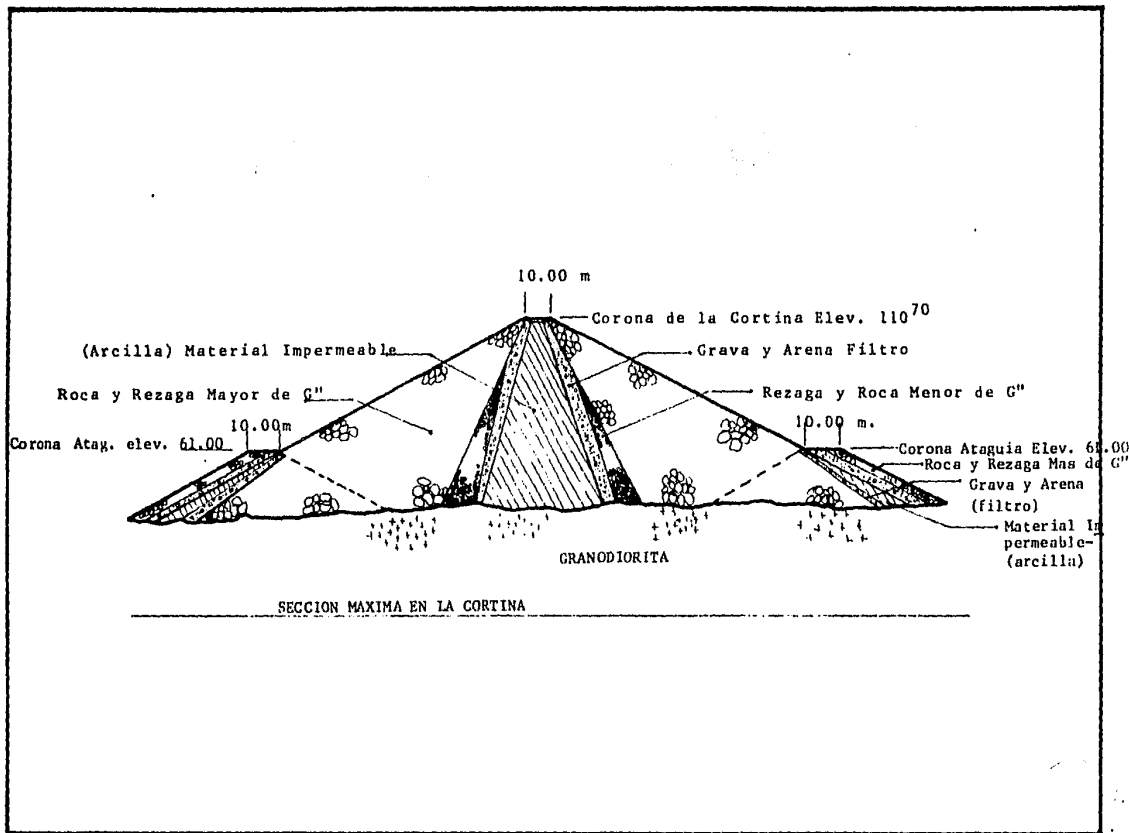 10.00 m
Corona de la Cortina Elev. 110⁷⁰
(Arcilla) Material Impermeable
Grava y Arena Filtro
Roca y Rezaga Mayor de G"
Rezaga y Roca Menor de G"
10.00m
10.00 m.
Corona Atag. elev. 61.00
Corona Ataguia Elev. 61.00
Roca y Rezaga Mas de G"
Grava y Arena
(filtro)
Material Im
permeable-
(arcilla)
GRANODIORITA
SECCION MAXIMA EN LA CORTINA